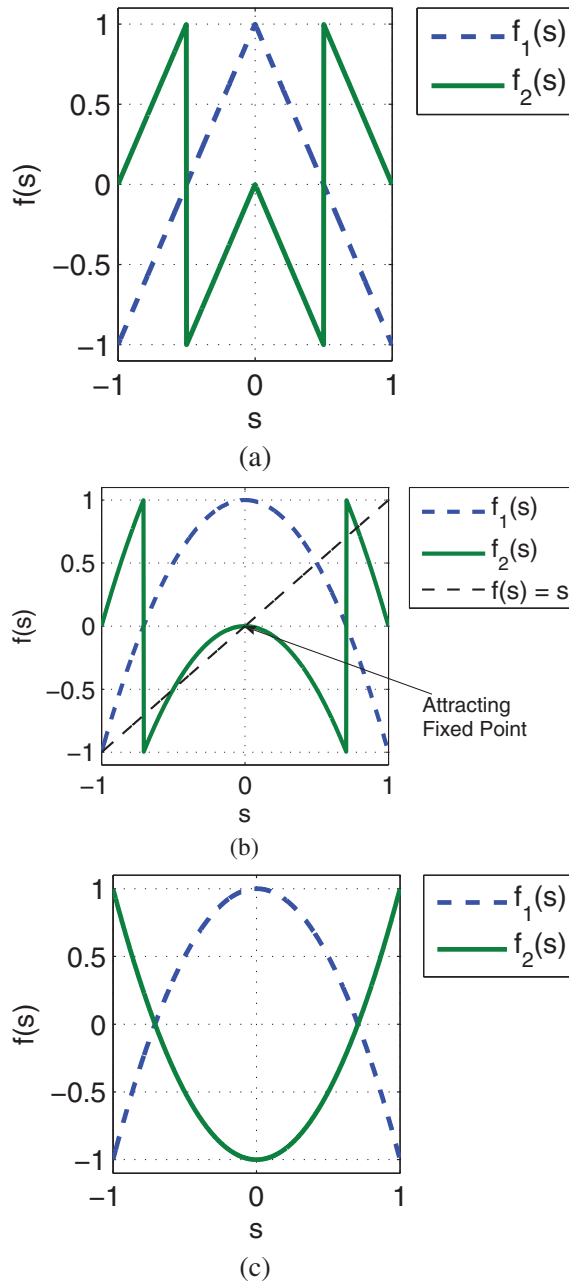 f₁(s)
f₂(s)
1
0.5
0
−0.5
−1
f(s)
−1 0 1
s
(a)
f₁(s)
f₂(s)
f(s) = s
1
0.5
0
−0.5
−1
f(s)
Attracting
Fixed Point
−1 0 1
s
(b)
f₁(s)
f₂(s)
1
0.5
0
−0.5
−1
f(s)
−1 0 1
s
(c)